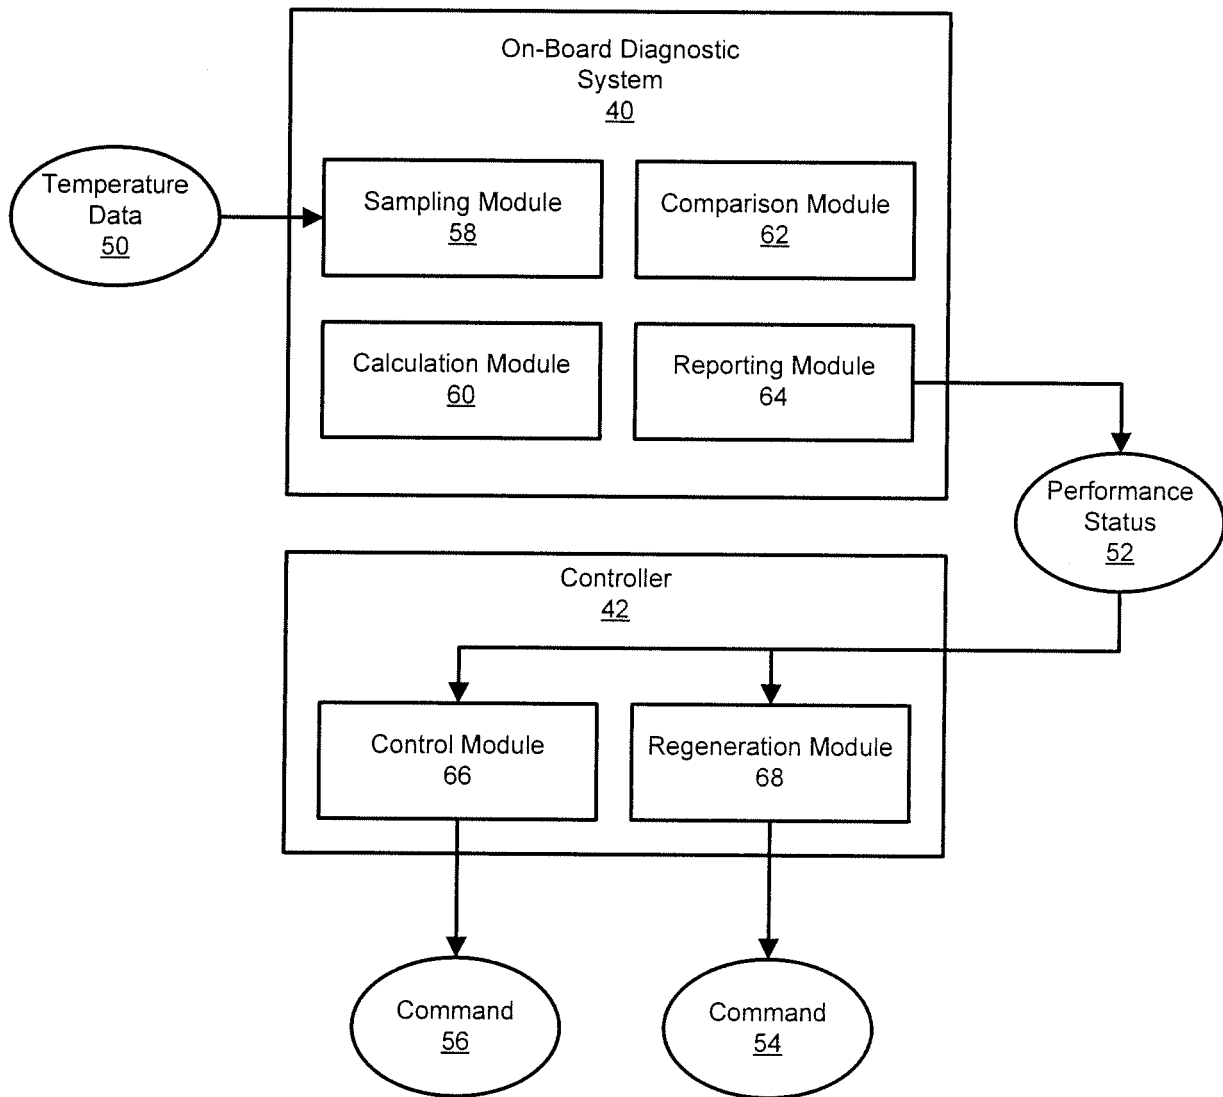 On-Board Diagnostic
System
40
Temperature
Data
50
Sampling Module
58
Comparison Module
62
Calculation Module
60
Reporting Module
64
Performance
Status
52
Controller
42
Control Module
66
Regeneration Module
68
Command
56
Command
54